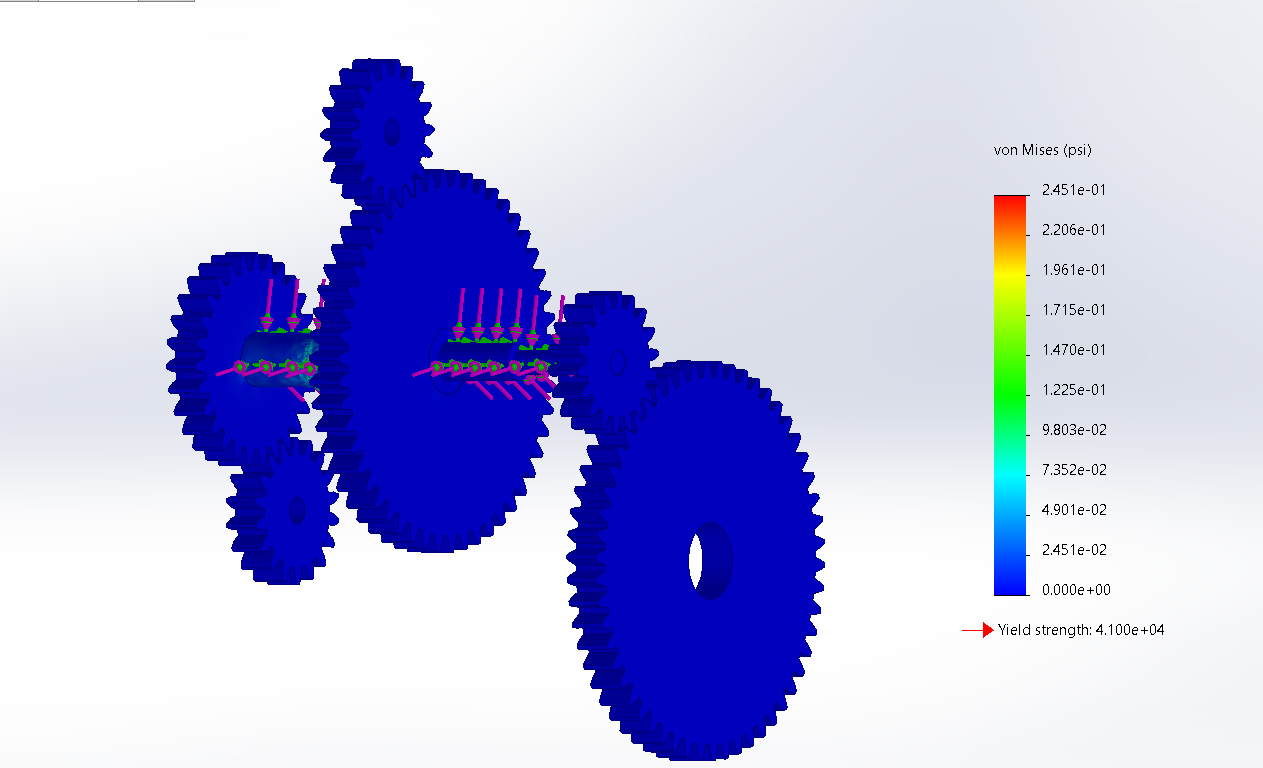 von Mises (psi)
2.451e-01
2.206e-01
1.961e-01
1.715e-01
1.470e-01
1.225e-01
9.803e-02
7.352e-02
4.901e-02
2.451e-02
0.000e+00
Yield strength: 4.100e+04